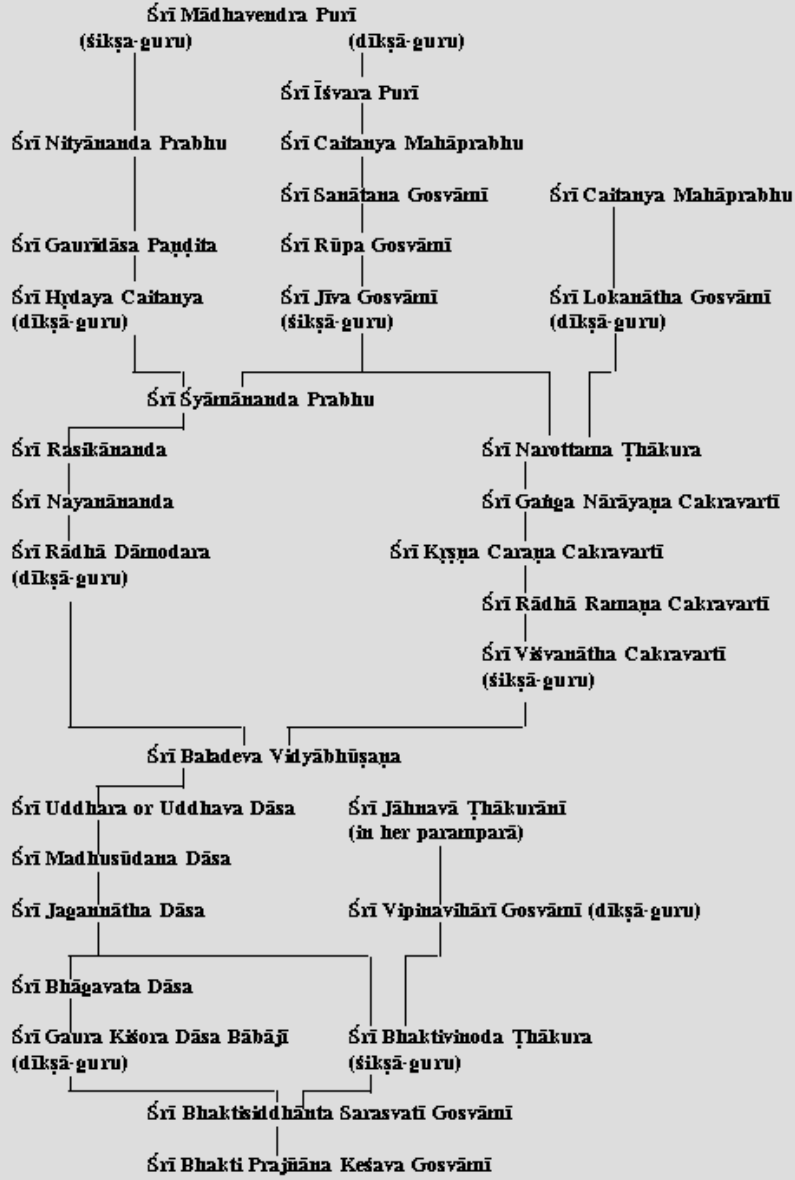 Śrī Mādhavendra Purī
(śikṣa-guru) (dīkṣā-guru)
Śrī Īśvara Purī
Śrī Nityānanda Prabhu Śrī Caitanya Mahāprabhu
Śrī Sanātana Gosvāmī Śrī Caitanya Mahāprabhu
Śrī Gaurīdāsa Paṇḍita Śrī Rūpa Gosvāmī
Śrī Hṛdaya Caitanya Śrī Jīva Gosvāmī Śrī Lokanātha Gosvāmī
(dīkṣā-guru) (śikṣā-guru) (dīkṣā-guru)
Śrī Śyāmānanda Prabhu
Śrī Rasikānanda Śrī Narottama Ṭhākura
Śrī Nayanānanda Śrī Gaṅga Nārāyaṇa Cakravartī
Śrī Rādhā Dāmodara Śrī Kṛṣṇa Caraṇa Cakravartī
(dīkṣā-guru)
Śrī Rādhā Ramaṇa Cakravartī
Śrī Viśvanātha Cakravartī
(śikṣā-guru)
Śrī Baladeva Vidyābhūṣaṇa
Śrī Uddhara or Uddhava Dāsa Śrī Jāhnavā Ṭhākurānī
(in her paramparā)
Śrī Madhusūdana Dāsa
Śrī Jagannātha Dāsa Śrī Vipinavihārī Gosvāmī (dīkṣā-guru)
Śrī Bhāgavata Dāsa
Śrī Gaura Kiśora Dāsa Bābājī Śrī Bhaktivinoda Ṭhākura
(dīkṣā-guru) (śikṣā-guru)
Śrī Bhaktisiddhānta Sarasvatī Gosvāmī
Śrī Bhakti Prajñāna Keśava Gosvāmī